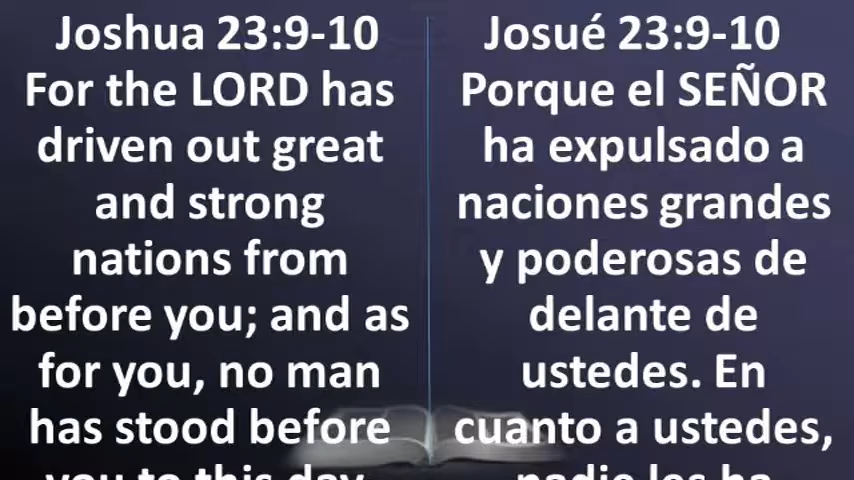 Joshua 23:9-10
For the LORD has
driven out great
and strong
nations from
before you; and as
for you, no man
has stood before
you to this day
Josué 23:9-10
Porque el SEÑOR
ha expulsado a
naciones grandes
y poderosas de
delante de
ustedes. En
cuanto a ustedes,
nadie les ha